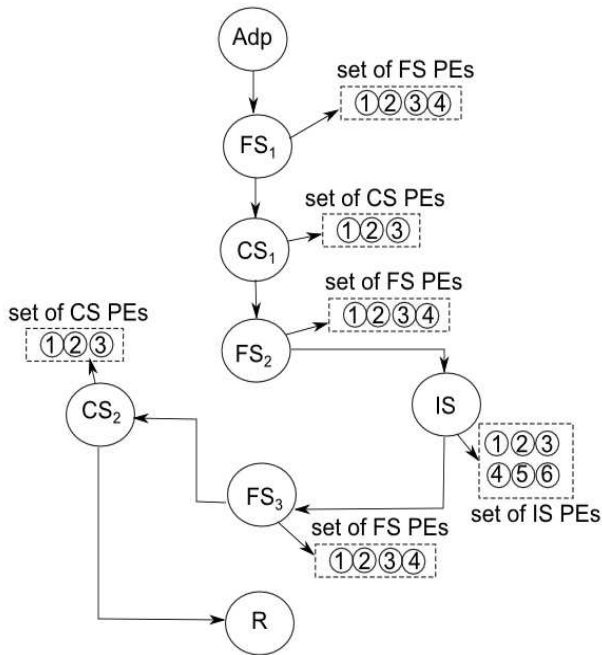 Adp
set of FS PEs
①②③④
FS₁
set of CS PEs
①②③
CS₁
set of FS PEs
①②③④
FS₂
set of CS PEs
①②③
CS₂
IS
①②③
④⑤⑥
set of IS PEs
FS₃
set of FS PEs
①②③④
R